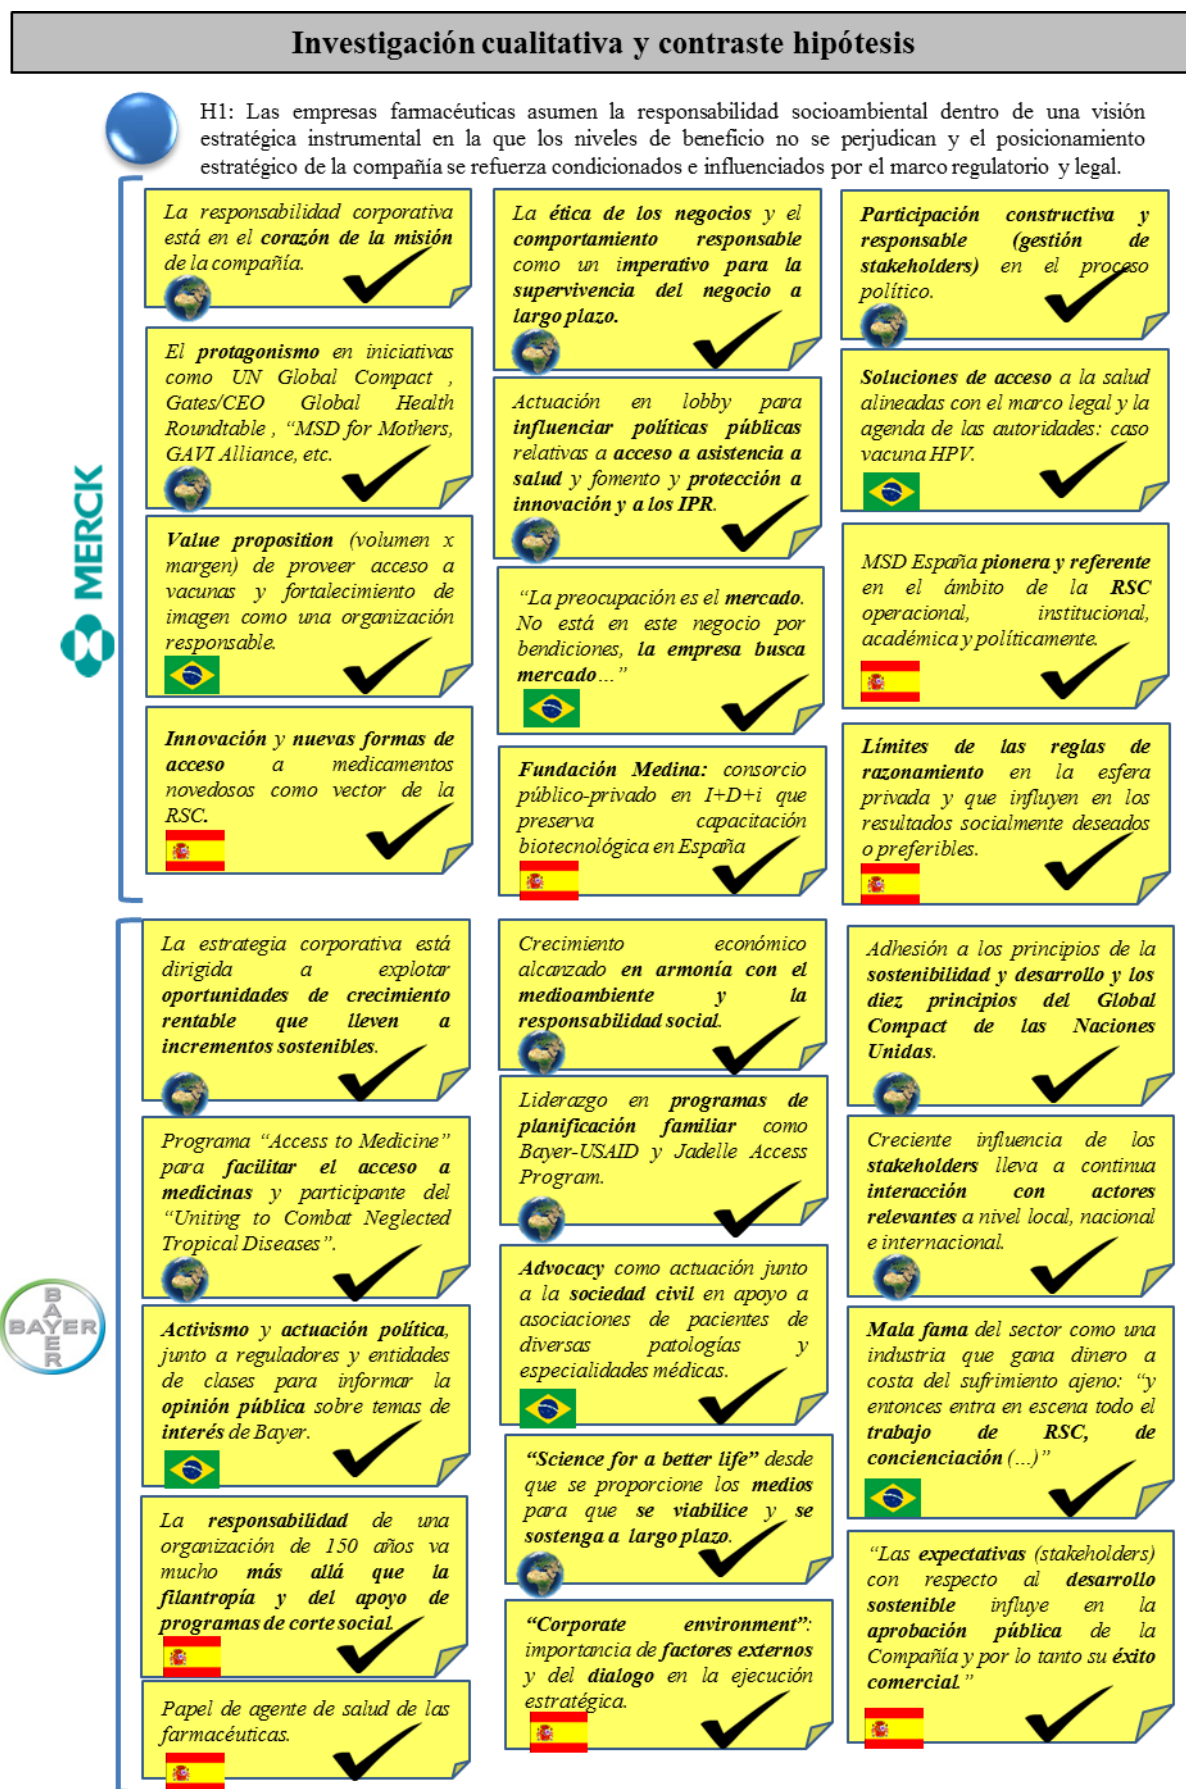 Investigación cualitativa y contraste hipótesis
H1: Las empresas farmacéuticas asumen la responsabilidad socioambiental dentro de una visión
estratégica instrumental en la que los niveles de beneficio no se perjudican y el posicionamiento
estratégico de la compañía se refuerza condicionados e influenciados por el marco regulatorio y legal.
MERCK
La responsabilidad corporativa
está en el corazón de la misión
de la compañía.
El protagonismo en iniciativas
como UN Global Compact ,
Gates/CEO Global Health
Roundtable , “MSD for Mothers,
GAVI Alliance, etc.
Value proposition (volumen x
margen) de proveer acceso a
vacunas y fortalecimiento de
imagen como una organización
responsable.
Innovación y nuevas formas de
acceso a medicamentos
novedosos como vector de la
RSC.
La ética de los negocios y el
comportamiento responsable
como un imperativo para la
supervivencia del negocio a
largo plazo.
Actuación en lobby para
influenciar políticas públicas
relativas a acceso a asistencia a
salud y fomento y protección a
innovación y a los IPR.
“La preocupación es el mercado.
No está en este negocio por
bendiciones, la empresa busca
mercado…”
Fundación Medina: consorcio
público-privado en I+D+i que
preserva capacitación
biotecnológica en España
Participación constructiva y
responsable (gestión de
stakeholders) en el proceso
político.
Soluciones de acceso a la salud
alineadas con el marco legal y la
agenda de las autoridades: caso
vacuna HPV.
MSD España pionera y referente
en el ámbito de la RSC
operacional, institucional,
académica y políticamente.
Límites de las reglas de
razonamiento en la esfera
privada y que influyen en los
resultados socialmente deseados
o preferibles.
BAYER
BAYER
La estrategia corporativa está
dirigida a explotar
oportunidades de crecimiento
rentable que lleven a
incrementos sostenibles.
Programa “Access to Medicine”
para facilitar el acceso a
medicinas y participante del
“Uniting to Combat Neglected
Tropical Diseases”.
Activismo y actuación política,
junto a reguladores y entidades
de clases para informar la
opinión pública sobre temas de
interés de Bayer.
La responsabilidad de una
organización de 150 años va
mucho más allá que la
filantropía y del apoyo de
programas de corte social.
Papel de agente de salud de las
farmacéuticas.
Crecimiento económico
alcanzado en armonía con el
medioambiente y la
responsabilidad social.
Liderazgo en programas de
planificación familiar como
Bayer-USAID y Jadelle Access
Program.
Advocacy como actuación junto
a la sociedad civil en apoyo a
asociaciones de pacientes de
diversas patologías y
especialidades médicas.
“Science for a better life” desde
que se proporcione los medios
para que se viabilice y se
sostenga a largo plazo.
“Corporate environment”:
importancia de factores externos
y del dialogo en la ejecución
estratégica.
Adhesión a los principios de la
sostenibilidad y desarrollo y los
diez principios del Global
Compact de las Naciones
Unidas.
Creciente influencia de los
stakeholders lleva a continua
interacción con actores
relevantes a nivel local, nacional
e internacional.
Mala fama del sector como una
industria que gana dinero a
costa del sufrimiento ajeno: “y
entonces entra en escena todo el
trabajo de RSC, de
concienciación (…)”
“Las expectativas (stakeholders)
con respecto al desarrollo
sostenible influye en la
aprobación pública de la
Compañía y por lo tanto su éxito
comercial.”